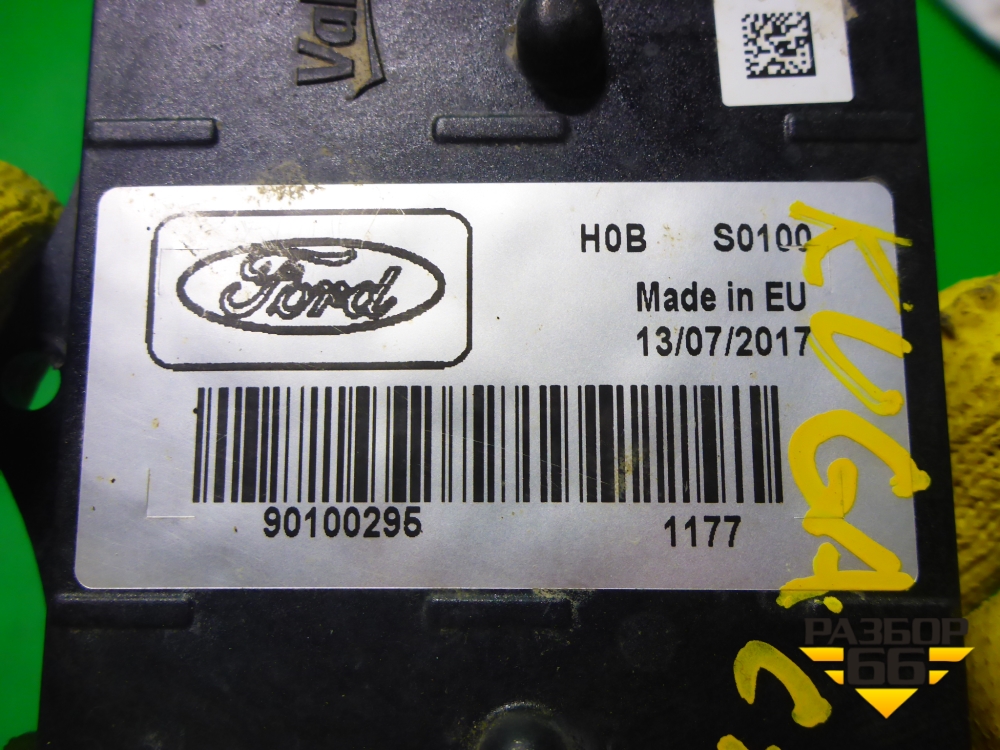 Ford
H0B S0100
Made in EU
13/07/2017
90100295 1177
KUGA
РАЗБОР
66